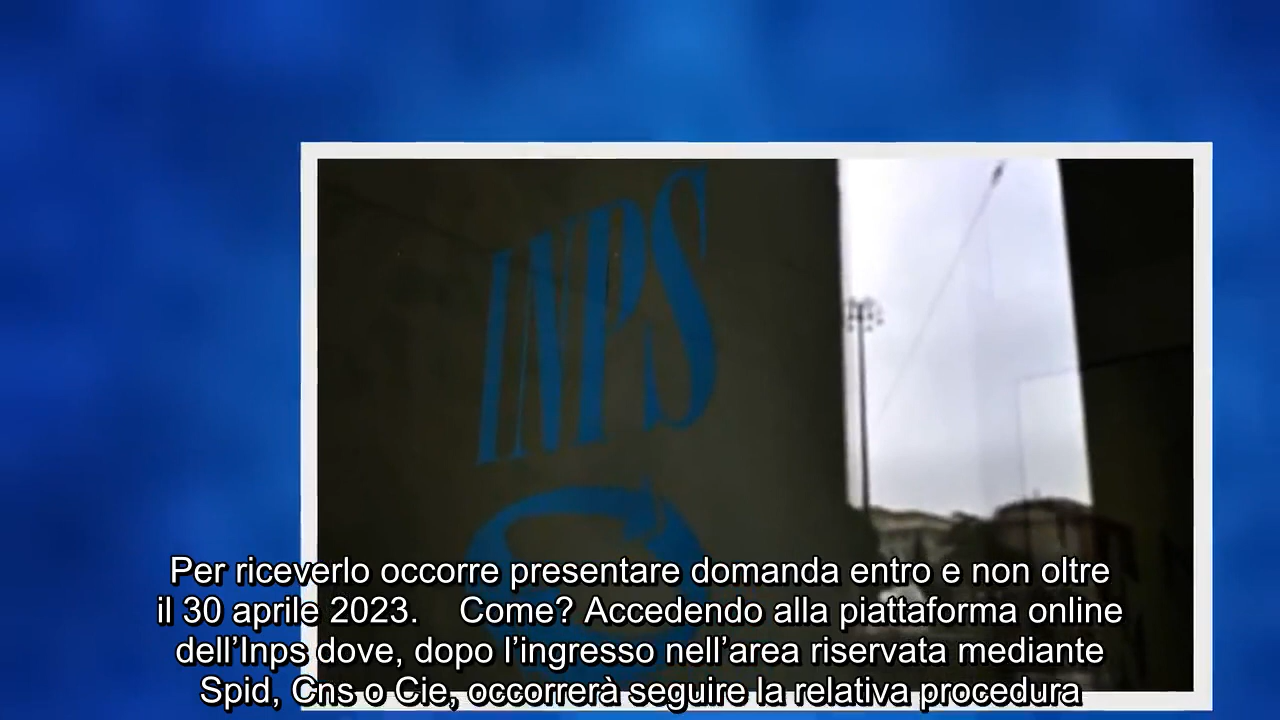 INPS
Per riceverlo occorre presentare domanda entro e non oltre
il 30 aprile 2023. Come? Accedendo alla piattaforma online
dell’Inps dove, dopo l’ingresso nell’area riservata mediante
Spid, Cns o Cie, occorrerà seguire la relativa procedura